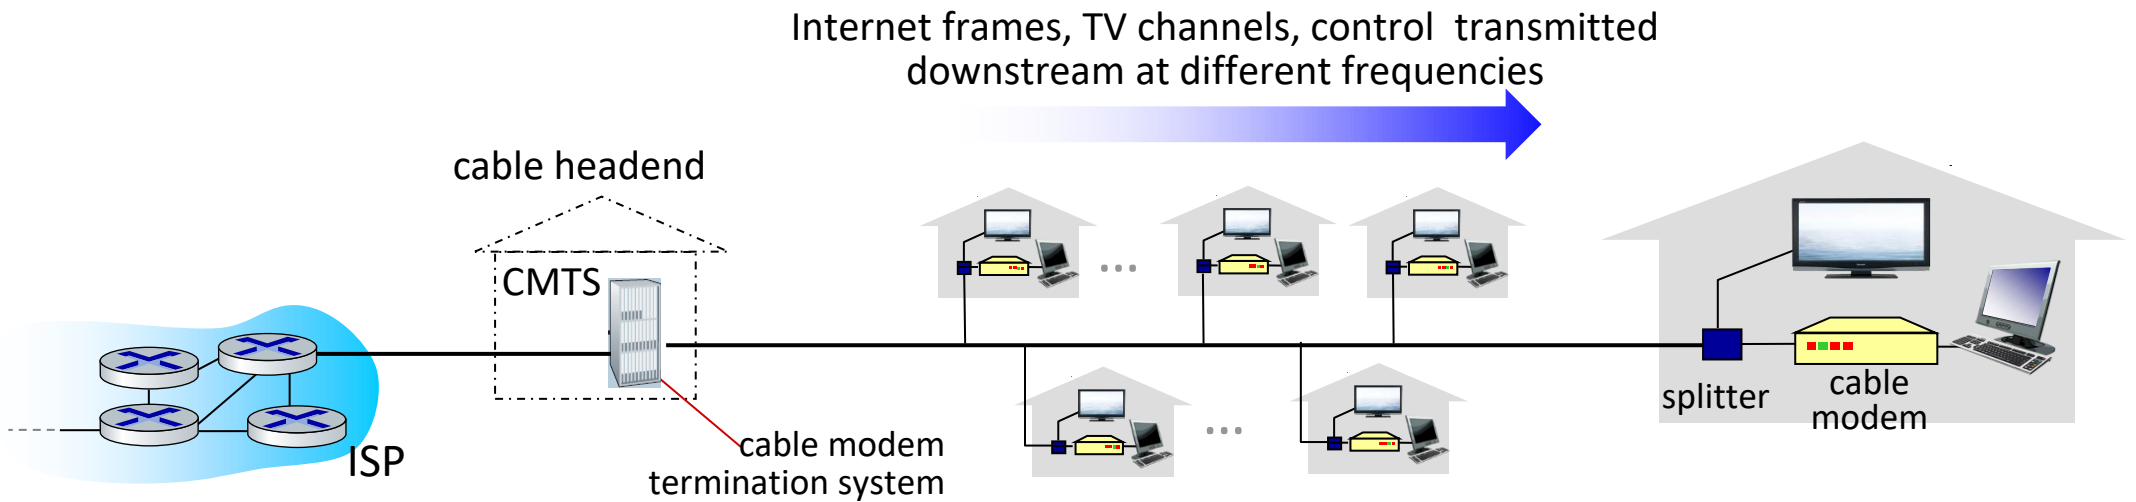 Internet frames, TV channels, control  transmitted
downstream at different frequencies
cable headend
CMTS
ISP
cable modem
termination system
splitter
cable
modem